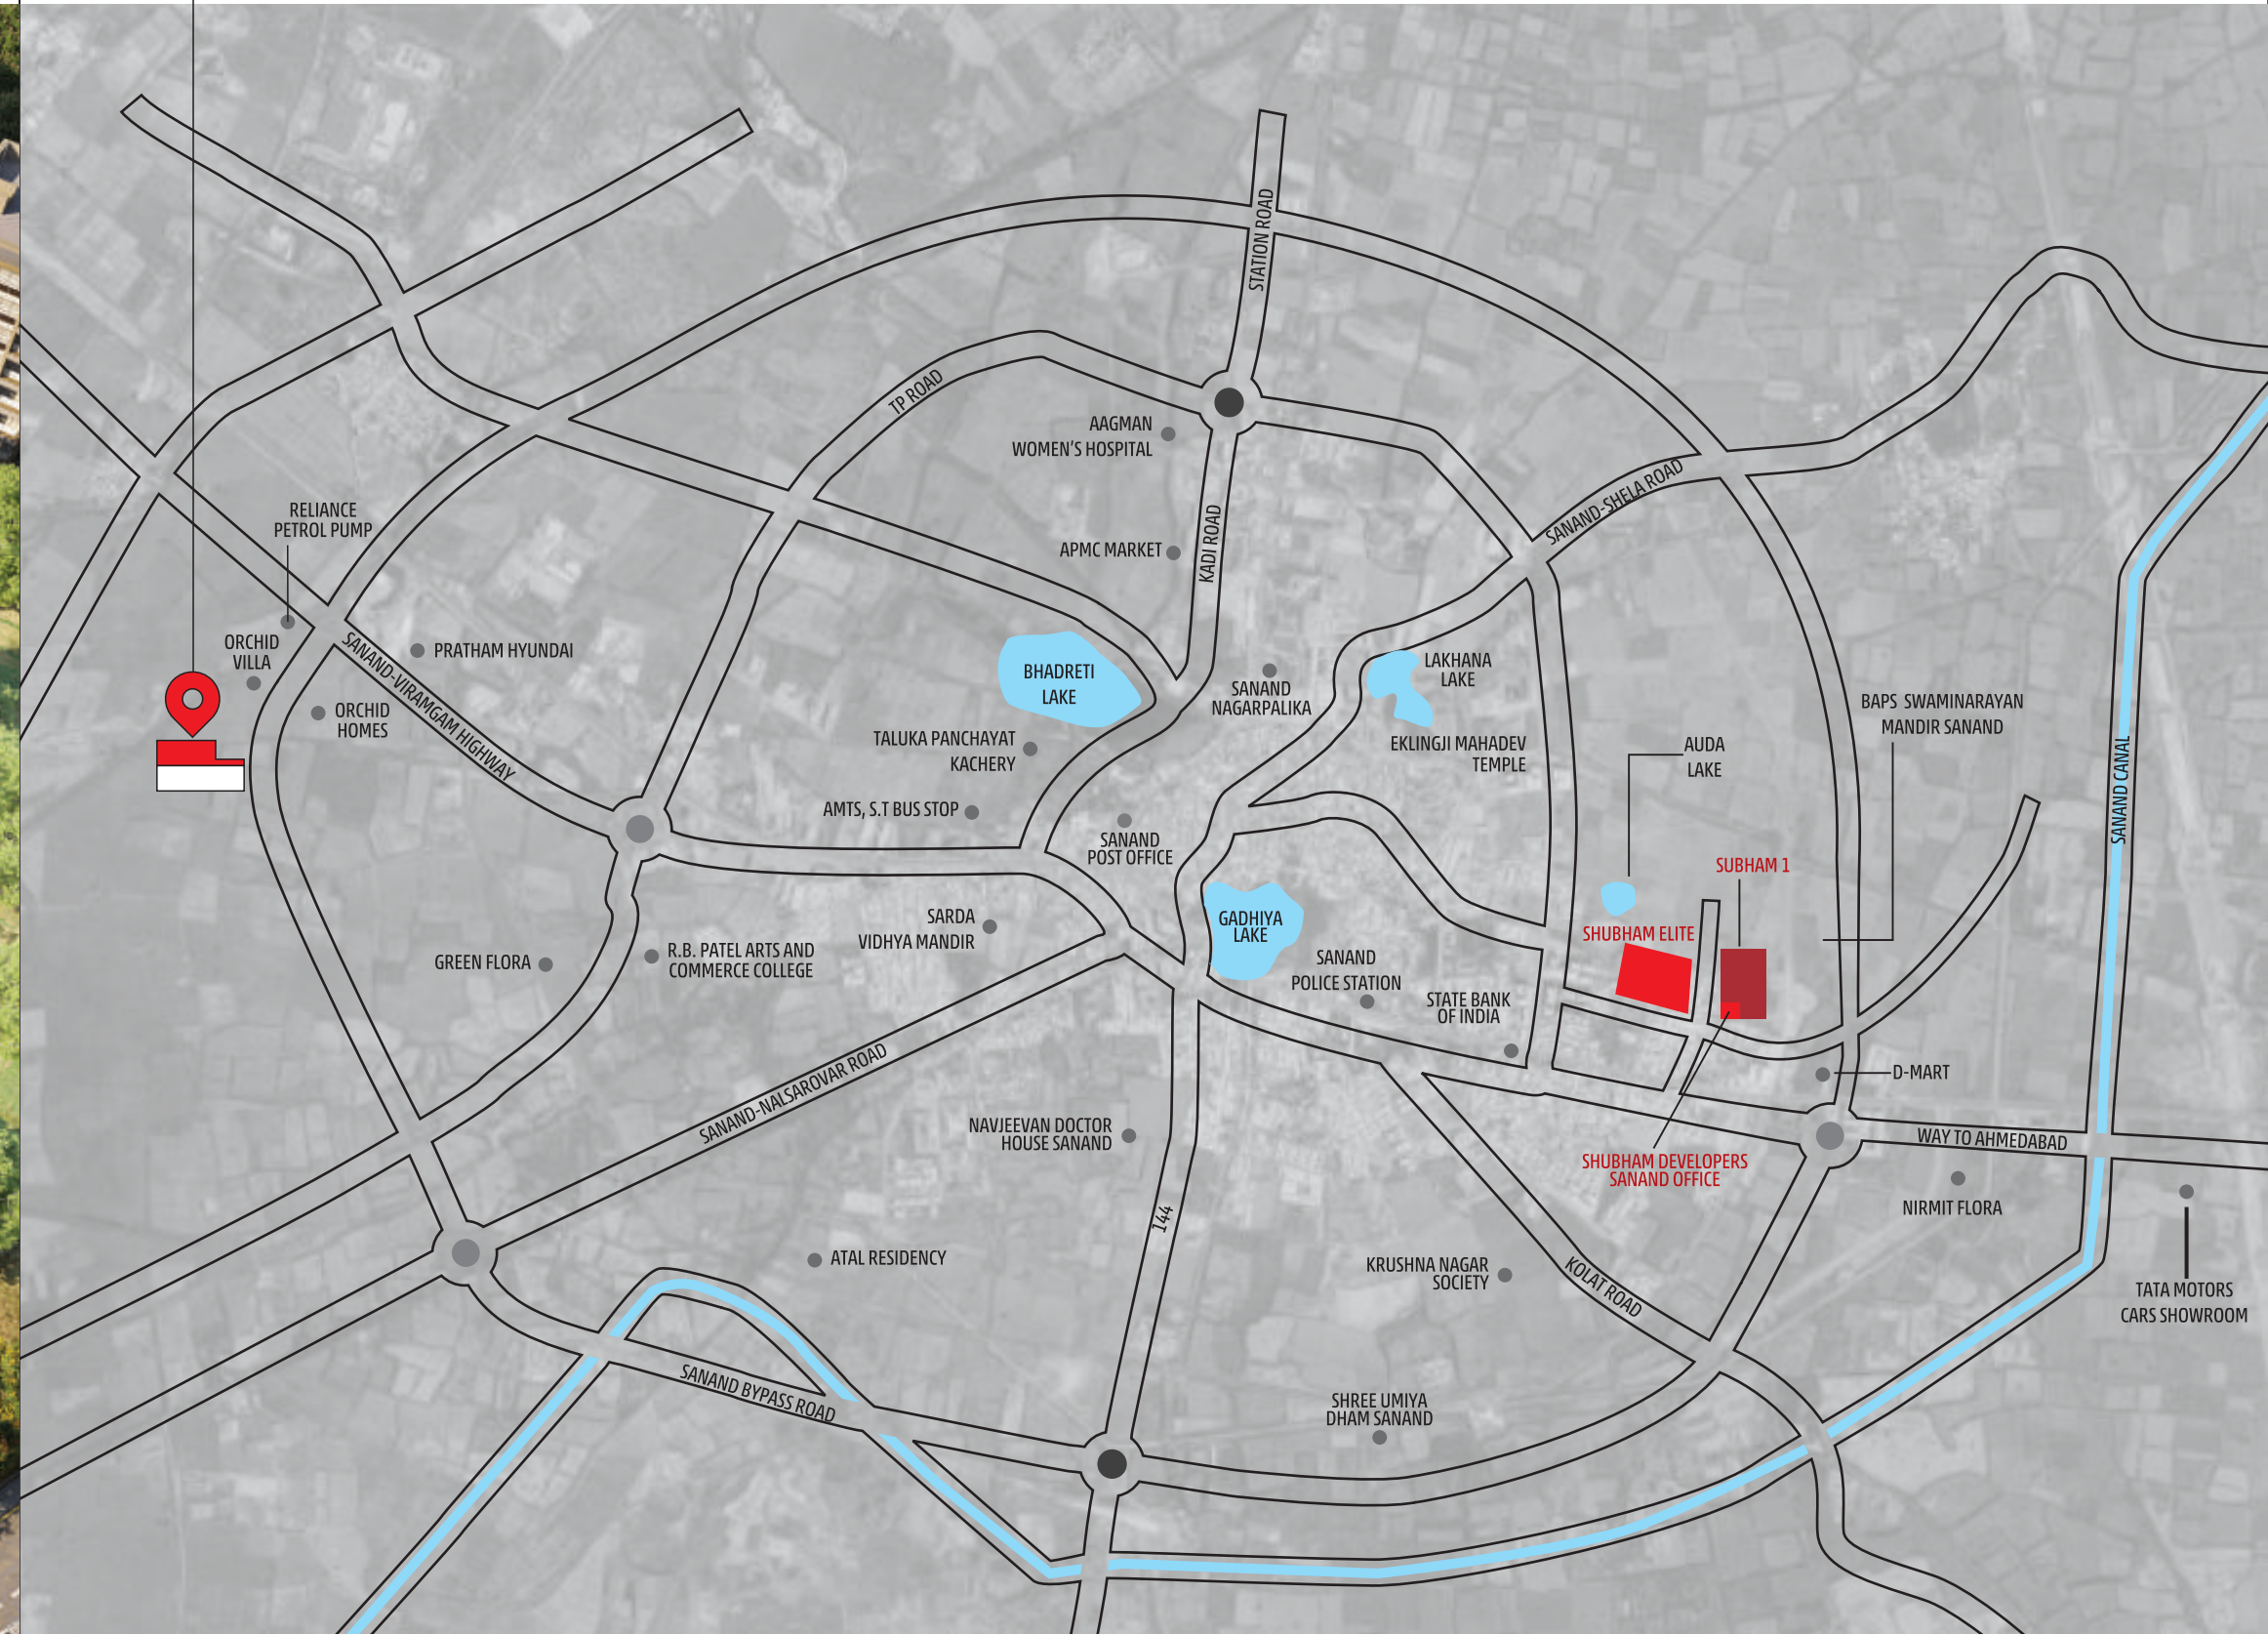 STATION ROAD
TP ROAD
AAGMAN
WOMEN'S HOSPITAL
SANAND-SHELA ROAD
RELIANCE
PETROL PUMP
APMC MARKET
KADI ROAD
ORCHID
VILLA
SANAND-VIRAMGAM HIGHWAY
PRATHAM HYUNDAI
BHADRETI
LAKE
SANAND
NAGARPALIKA
LAKHANA
LAKE
ORCHID
HOMES
BAPS SWAMINARAYAN
MANDIR SANAND
TALUKA PANCHAYAT
KACHERY
EKLINGJI MAHADEV
TEMPLE
AUDA
LAKE
SANAND CANAL
AMTS, S.T BUS STOP
SANAND
POST OFFICE
SUBHAM 1
SARDA
VIDHYA MANDIR
GADHIYA
LAKE
SHUBHAM ELITE
GREEN FLORA
R.B. PATEL ARTS AND
COMMERCE COLLEGE
SANAND
POLICE STATION
STATE BANK
OF INDIA
SANAND-NALSAROVAR ROAD
D-MART
NAVJEEVAN DOCTOR
HOUSE SANAND
WAY TO AHMEDABAD
SHUBHAM DEVELOPERS
SANAND OFFICE
NIRMIT FLORA
144
ATAL RESIDENCY
KRUSHNA NAGAR
SOCIETY
KOLAT ROAD
TATA MOTORS
CARS SHOWROOM
SANAND BYPASS ROAD
SHREE UMIYA
DHAM SANAND